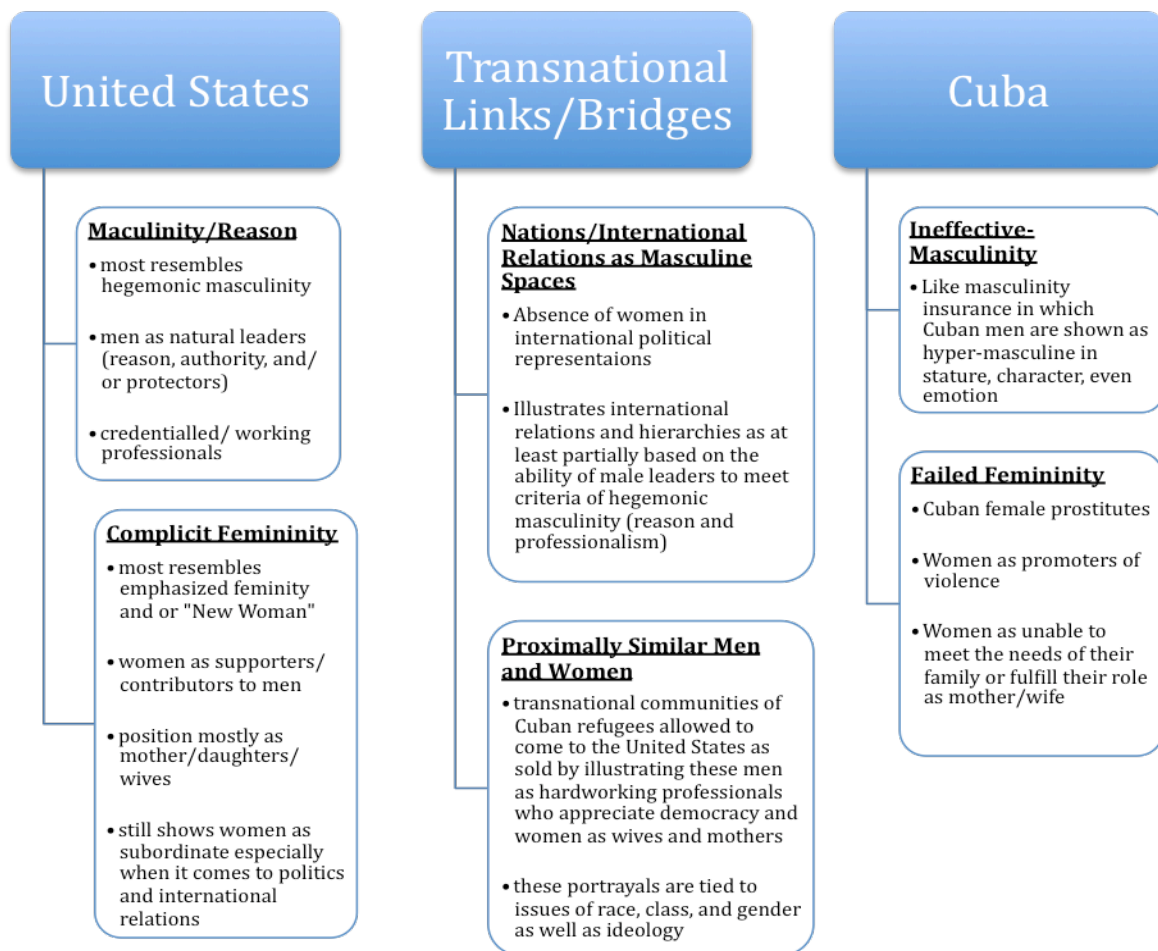 United States
Maculinity/Reason
• most resembles
hegemonic masculinity
• men as natural leaders
(reason, authority, and/
or protectors)
• credentialled/ working
professionals
Complicit Femininity
• most resembles
emphasized feminity
and or "New Woman"
• women as supporters/
contributors to men
• position mostly as
mother/daughters/
wives
• still shows women as
subordinate especially
when it comes to politics
and international
relations
Transnational
Links/Bridges
Nations/International
Relations as Masculine
Spaces
• Absence of women in
international political
representaions
• Illustrates international
relations and hierarchies as at
least partially based on the
ability of male leaders to meet
criteria of hegemonic
masculinity (reason and
professionalism)
Proximally Similar Men
and Women
• transnational communities of
Cuban refugees allowed to
come to the United States as
sold by illustrating these men
as hardworking professionals
who appreciate democracy and
women as wives and mothers
• these portrayals are tied to
issues of race, class, and gender
as well as ideology
Cuba
Ineffective-
Masculinity
• Like masculinity
insurance in which
Cuban men are shown as
hyper-masculine in
stature, character, even
emotion
Failed Femininity
• Cuban female prostitutes
• Women as promoters of
violence
• Women as unable to
meet the needs of their
family or fulfill their role
as mother/wife